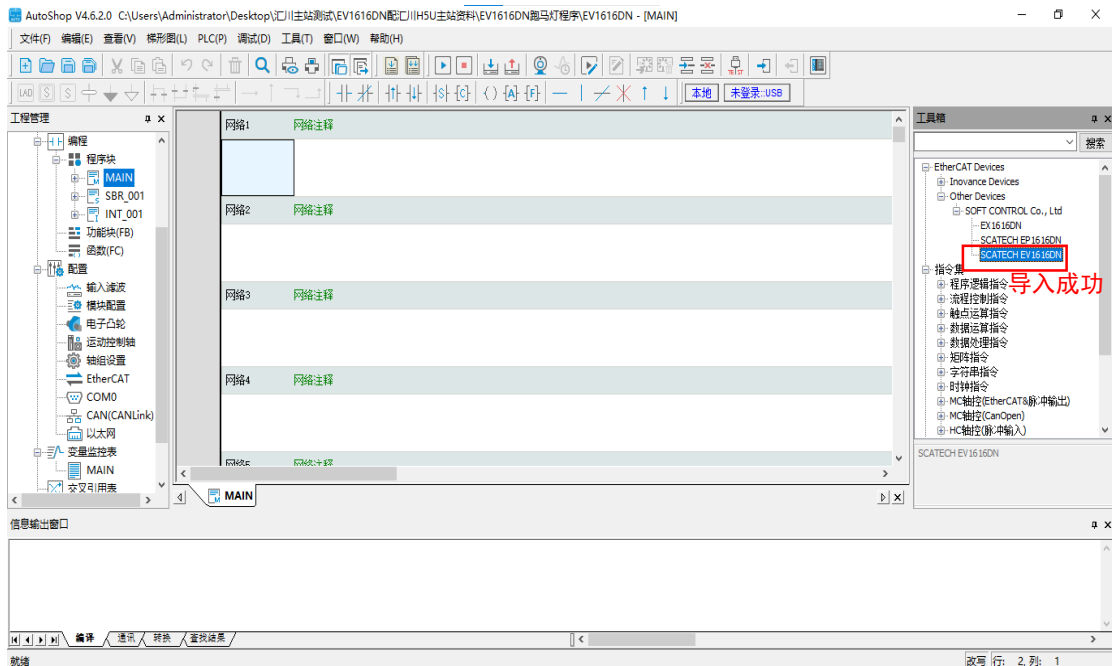 AutoShop V4.6.2.0 C:\Users\Administrator\Desktop\汇川主站测试\EV1616DN配汇川H5U主站资料\EV1616DN跑马灯程序\EV1616DN - [MAIN]
文件(F) 编辑(E) 查看(V) 梯形图(L) PLC(P) 调试(D) 工具(T) 窗口(W) 帮助(H)
本地 未登录::USB
工程管理
编程
程序块
MAIN
SBR_001
INT_001
功能块(FB)
函数(FC)
配置
输入滤波
模块配置
电子凸轮
运动控制轴
轴组设置
EtherCAT
COM0
CAN(CANLink)
以太网
变量监控表
MAIN
交叉引用表
网络1 网络注释
网络2 网络注释
网络3 网络注释
网络4 网络注释
网络5 网络注释
MAIN
工具箱
搜索
EtherCAT Devices
Inovance Devices
Other Devices
SOFT CONTROL Co., Ltd
EX1616DN
SCATECH EP1616DN
SCATECH EV1616DN
指令集
导入成功
程序逻辑指令
流程控制指令
触点运算指令
数据运算指令
数据处理指令
矩阵指令
字符串指令
时钟指令
MC轴控(EtherCAT&脉冲输出)
MC轴控(CanOpen)
HC轴控(脉冲输入)
SCATECH EV1616DN
信息输出窗口
编译 通讯 转换 查找结果
就绪
改写 行: 2, 列: 1